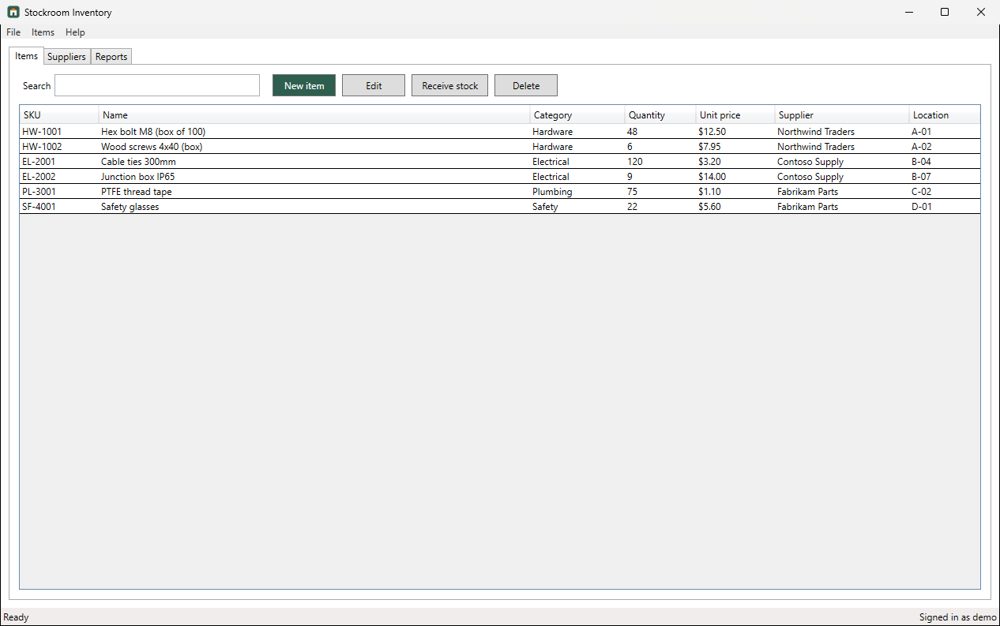 Stockroom Inventory
File Items Help
Items Suppliers Reports
Search New item Edit Receive stock Delete
SKU Name Category Quantity Unit price Supplier Location
HW-1001 Hex bolt M8 (box of 100) Hardware 48 $12.50 Northwind Traders A-01
HW-1002 Wood screws 4x40 (box) Hardware 6 $7.95 Northwind Traders A-02
EL-2001 Cable ties 300mm Electrical 120 $3.20 Contoso Supply B-04
EL-2002 Junction box IP65 Electrical 9 $14.00 Contoso Supply B-07
PL-3001 PTFE thread tape Plumbing 75 $1.10 Fabrikam Parts C-02
SF-4001 Safety glasses Safety 22 $5.60 Fabrikam Parts D-01
Ready Signed in as demo